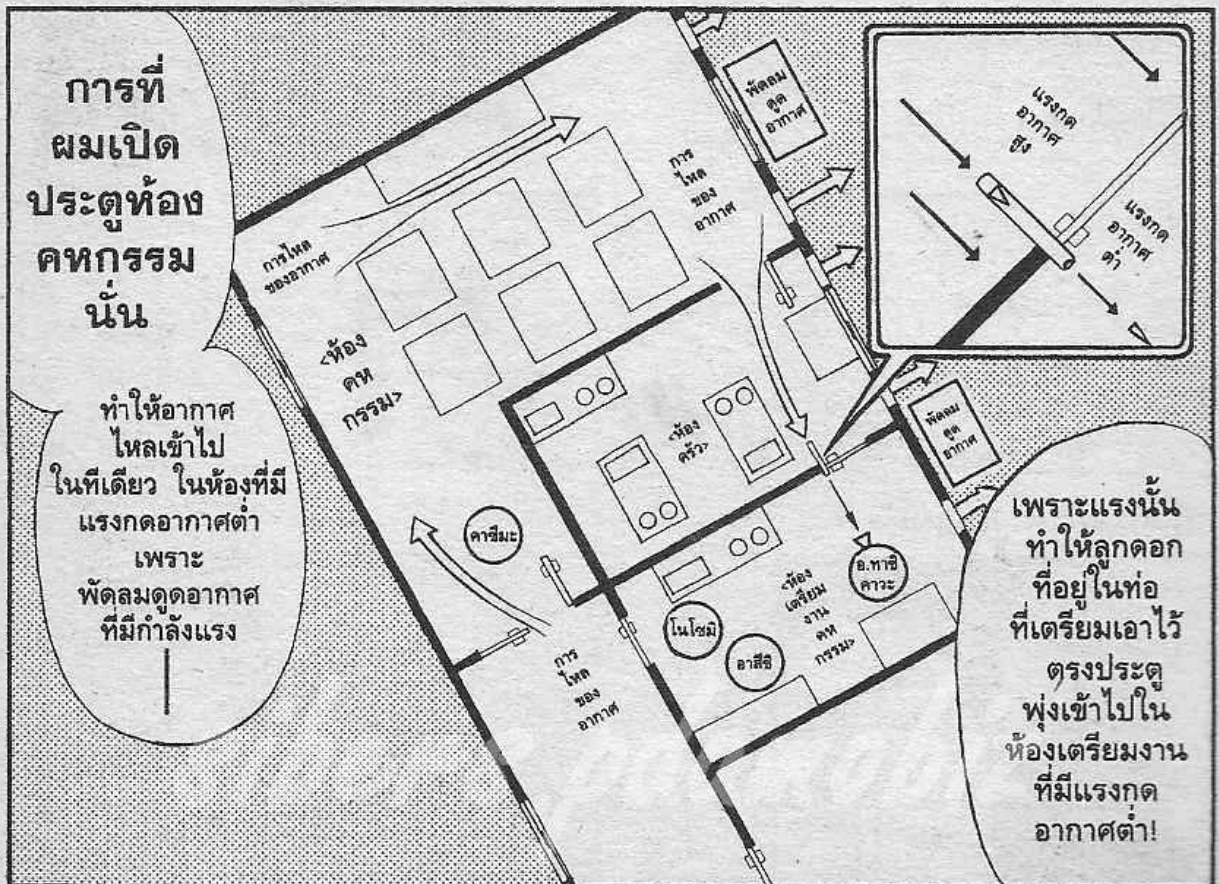 การที่
ผมเปิด
ประตูห้อง
คหกรรม
นั่น
ทำให้อากาศ
ไหลเข้าไป
ในทีเดียว ในห้องที่มี
แรงกดอากาศต่ำ
เพราะ
พัดลมดูดอากาศ
ที่มีกำลังแรง
การไหล
ของอากาศ
<ห้อง
คห
กรรม>
การ
ไหล
ของ
อากาศ
พัดลม
ดูด
อากาศ
แรงกด
อากาศ
สูง
แรงกด
อากาศ
ต่ำ
<ห้อง
ครัว>
พัดลม
ดูด
อากาศ
คาซึมะ
โนโซมิ
อาสึชิ
อ.ทาชิ
คาวะ
<ห้อง
เตรียม
งาน
คห
กรรม>
การ
ไหล
ของ
อากาศ
เพราะแรงนั้น
ทำให้ลูกดอก
ที่อยู่ในท่อ
ที่เตรียมเอาไว้
ตรงประตู
พุ่งเข้าไปใน
ห้องเตรียมงาน
ที่มีแรงกด
อากาศต่ำ!